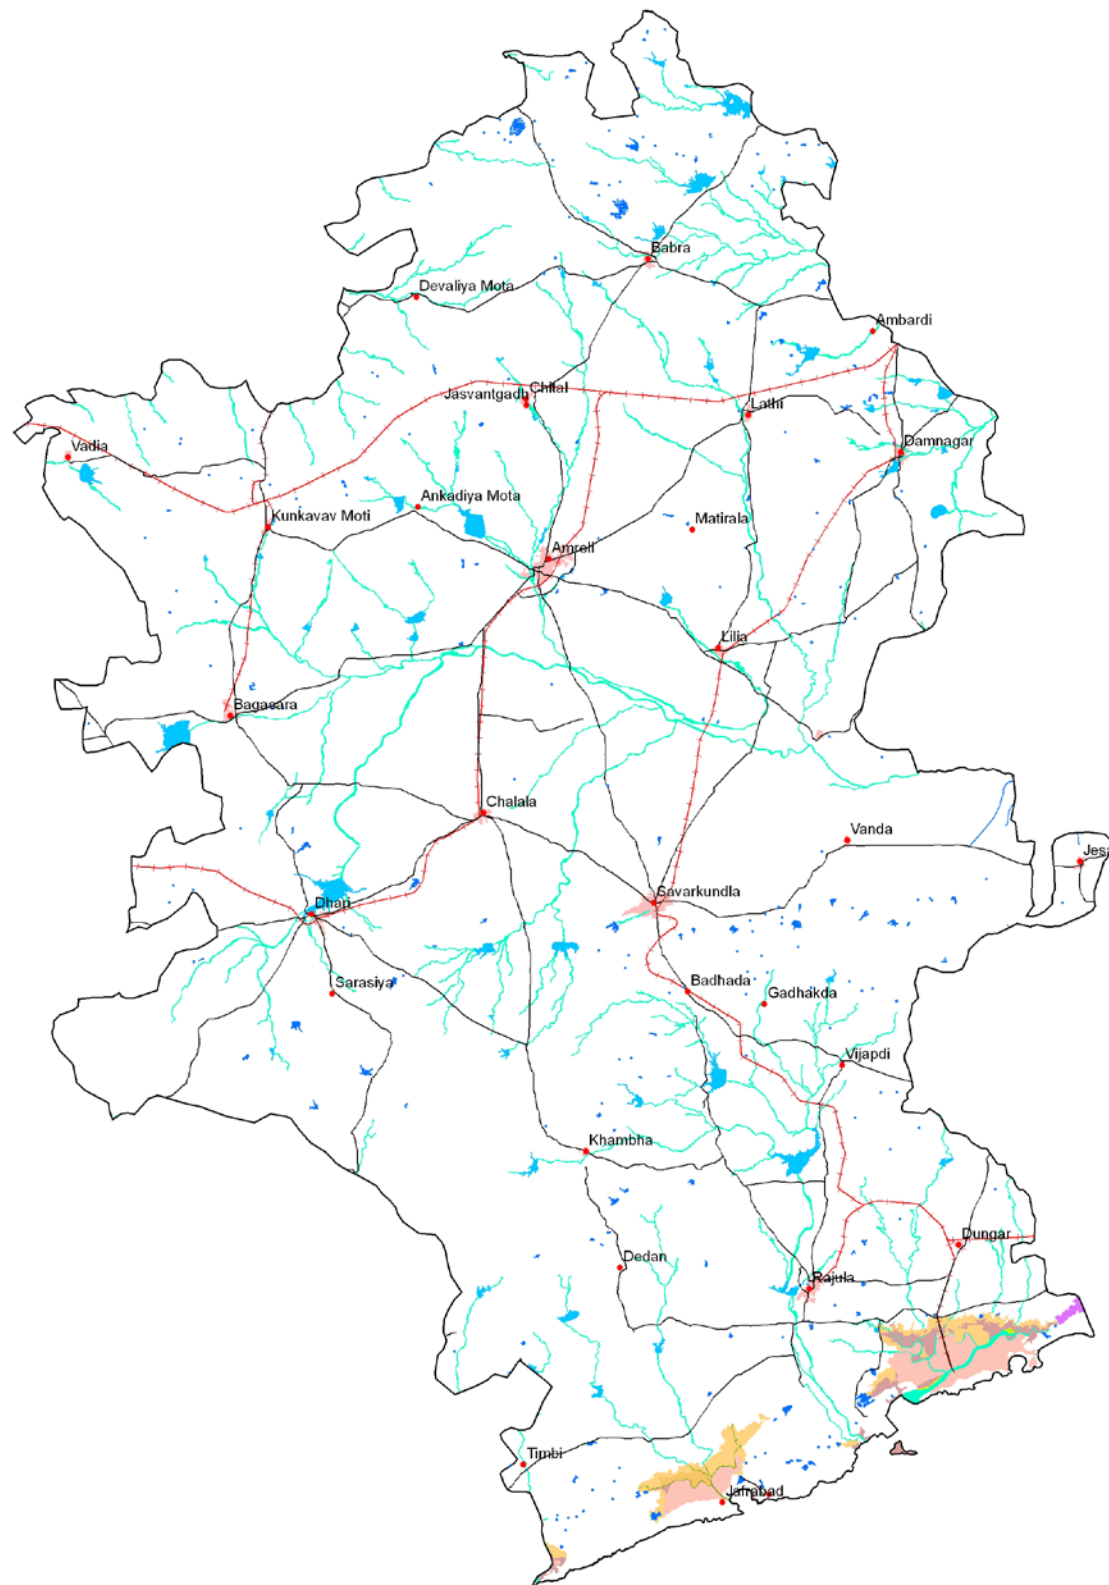 Babra
Devaliya Mota
Ambardi
Chital
Jasvantgadh
Lathi
Vadia
Damnagar
Ankadiya Mota
Kunkavav Moti
Matirala
Amreli
Lilia
Bagasara
Chalala
Vanda
Jesa
Savarkundla
Dhari
Sarasiya
Badhada
Gadhakda
Vijapdi
Khambha
Dungar
Dedan
Rajula
Timbi
Jafrabad